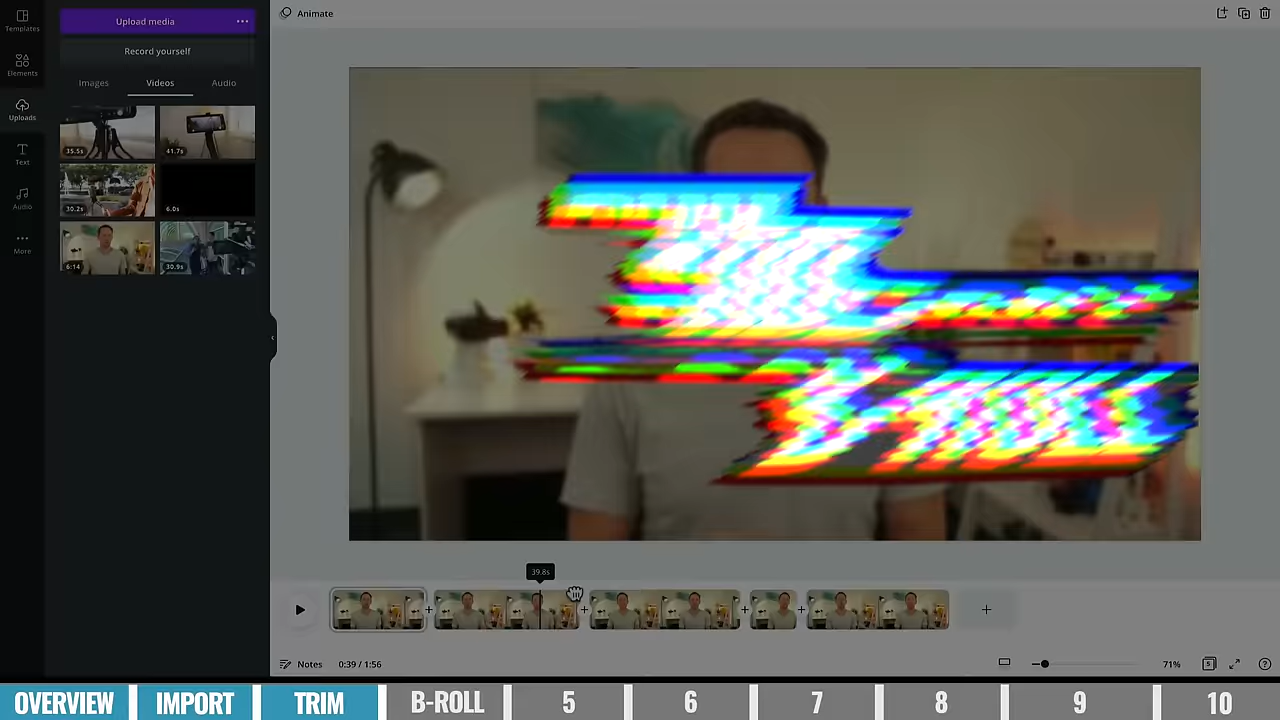 Templates
Elements
Uploads
Text
Audio
More
Upload media
Record yourself
Images
Videos
Audio
35.5s
41.7s
30.2s
6.0s
6:14
30.9s
Animate
39.8s
Notes
0:39 / 1:56
71%
5
OVERVIEW
IMPORT
TRIM
B-ROLL
5
6
7
8
9
10